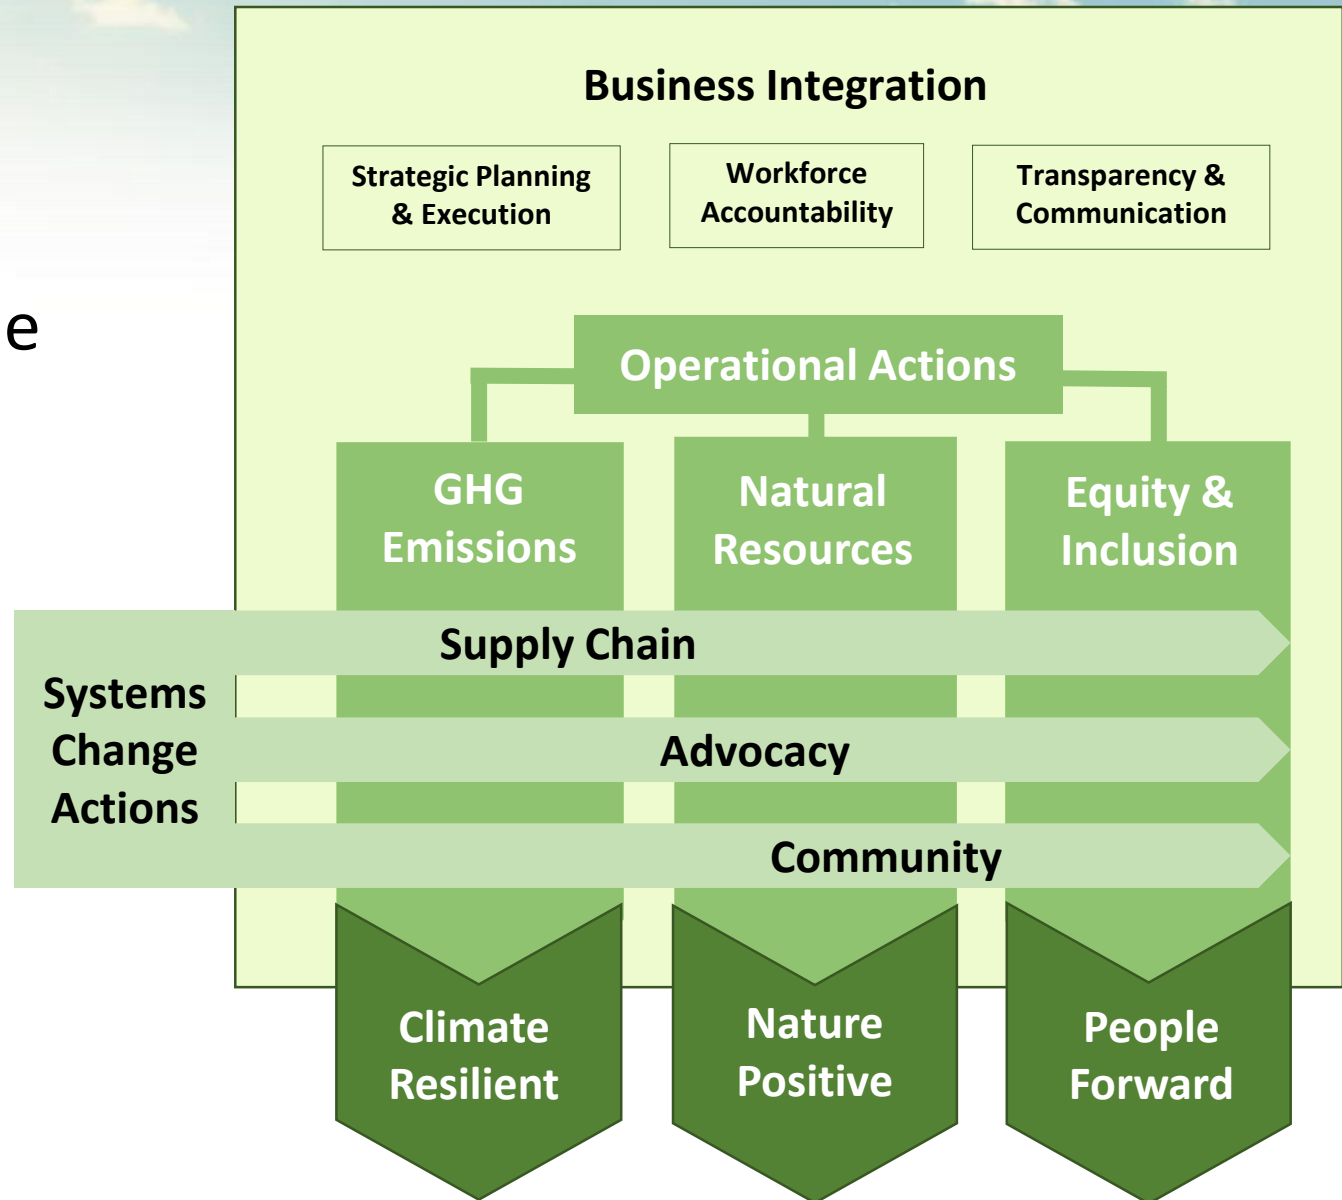 Business Integration
Strategic Planning
& Execution
Workforce
Accountability
Transparency &
Communication
e
Operational Actions
GHG
Emissions
Natural
Resources
Equity &
Inclusion
Systems
Change
Actions
Supply Chain
Advocacy
Community
Climate
Resilient
Nature
Positive
People
Forward